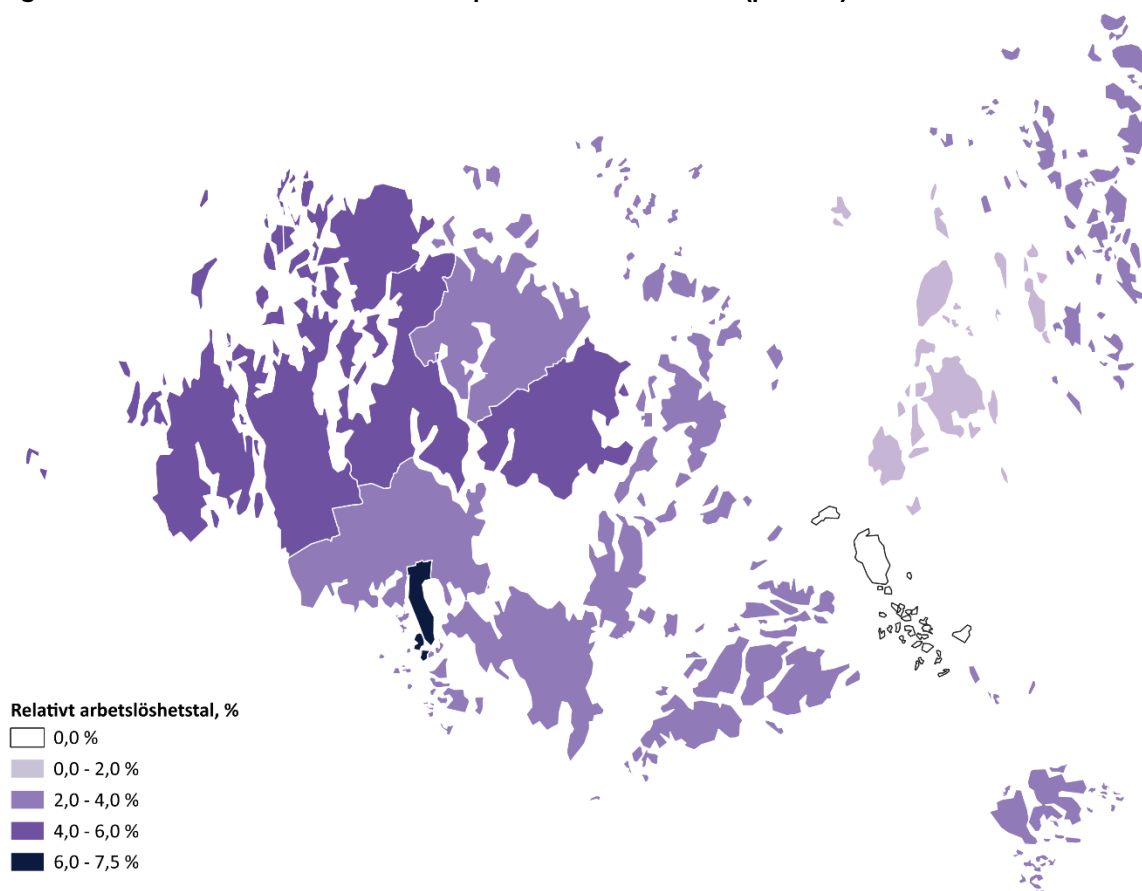 Relativt arbetslöshetstal, %
0,0 %
0,0 - 2,0 %
2,0 - 4,0 %
4,0 - 6,0 %
6,0 - 7,5 %